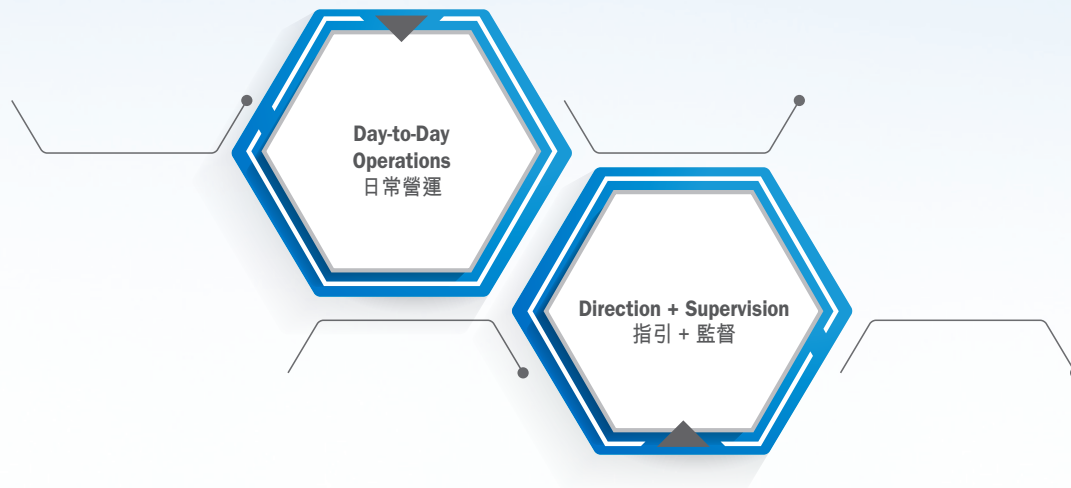 Day-to-Day
Operations
日常營運
Direction + Supervision
指引 + 監督